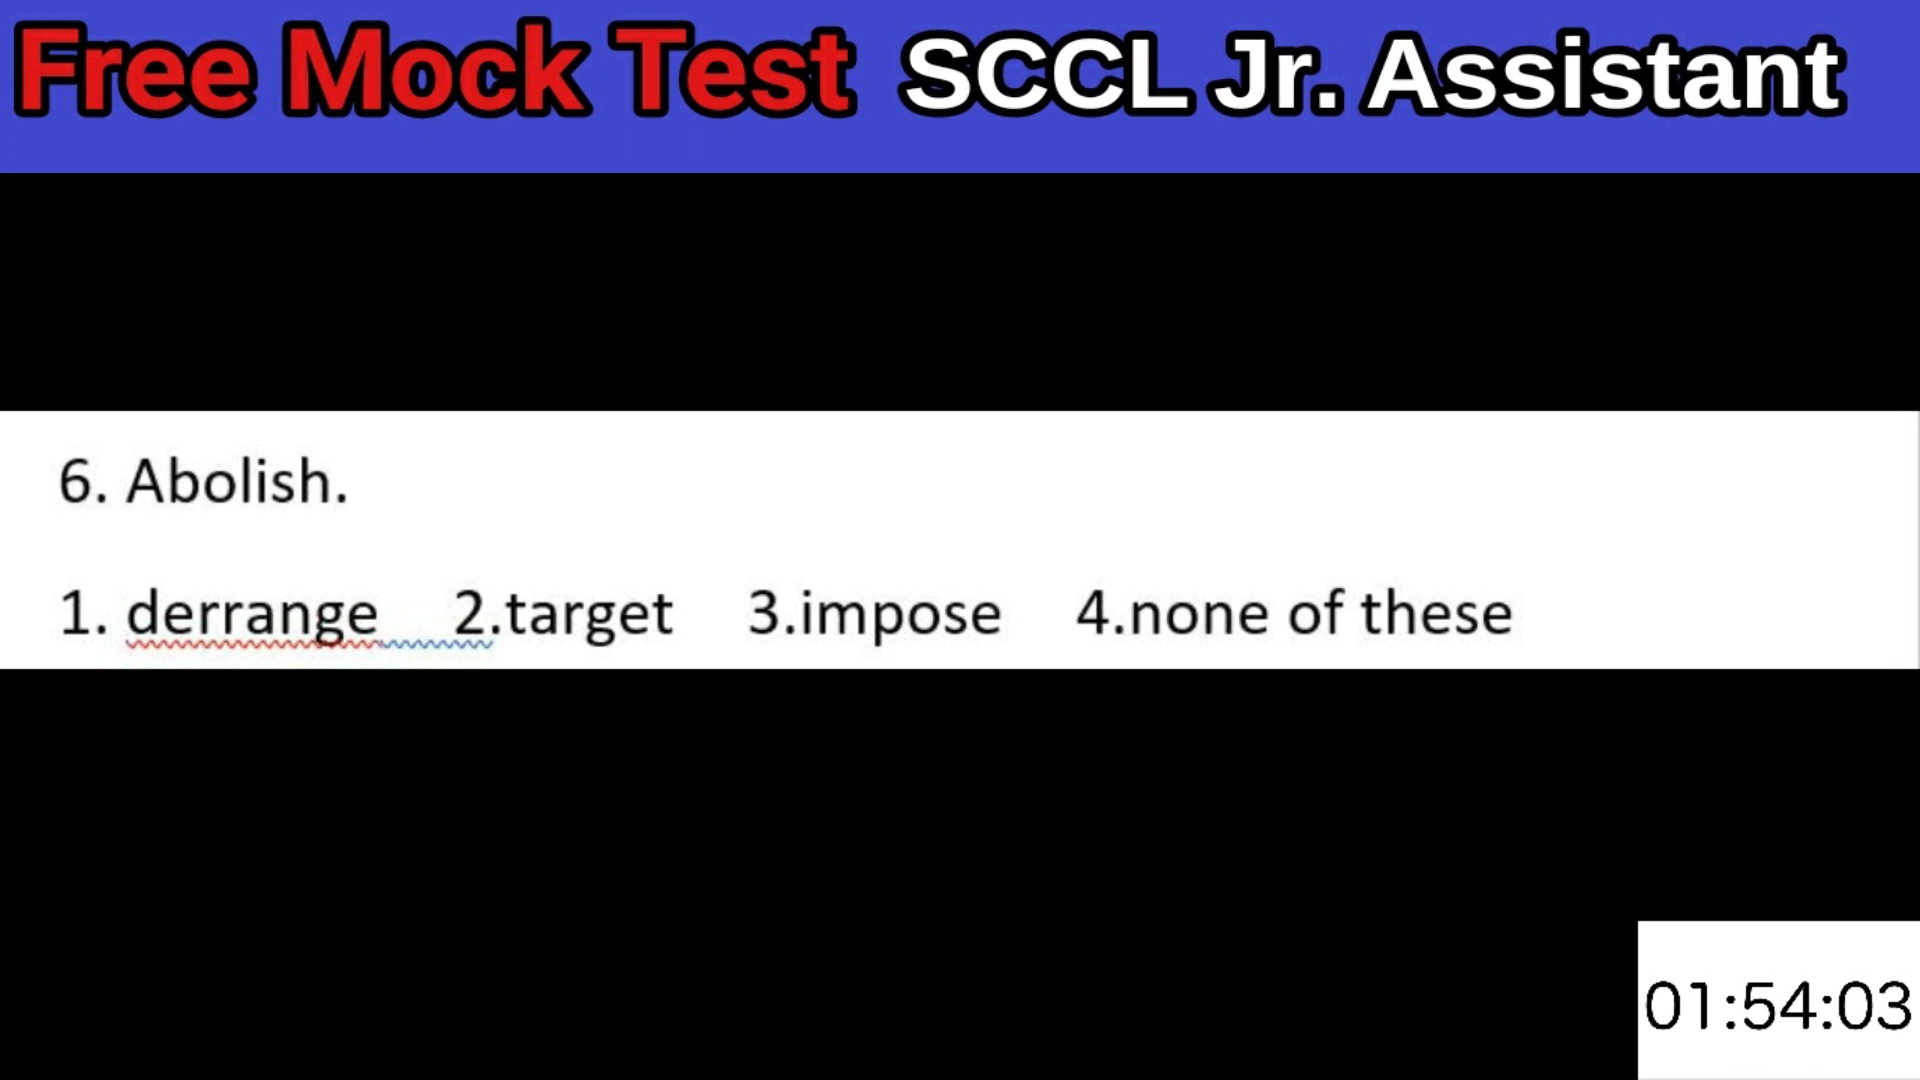 Free Mock Test SCCL Jr. Assistant
6. Abolish.
1. derrange 2.target 3.impose 4.none of these
01:54:03